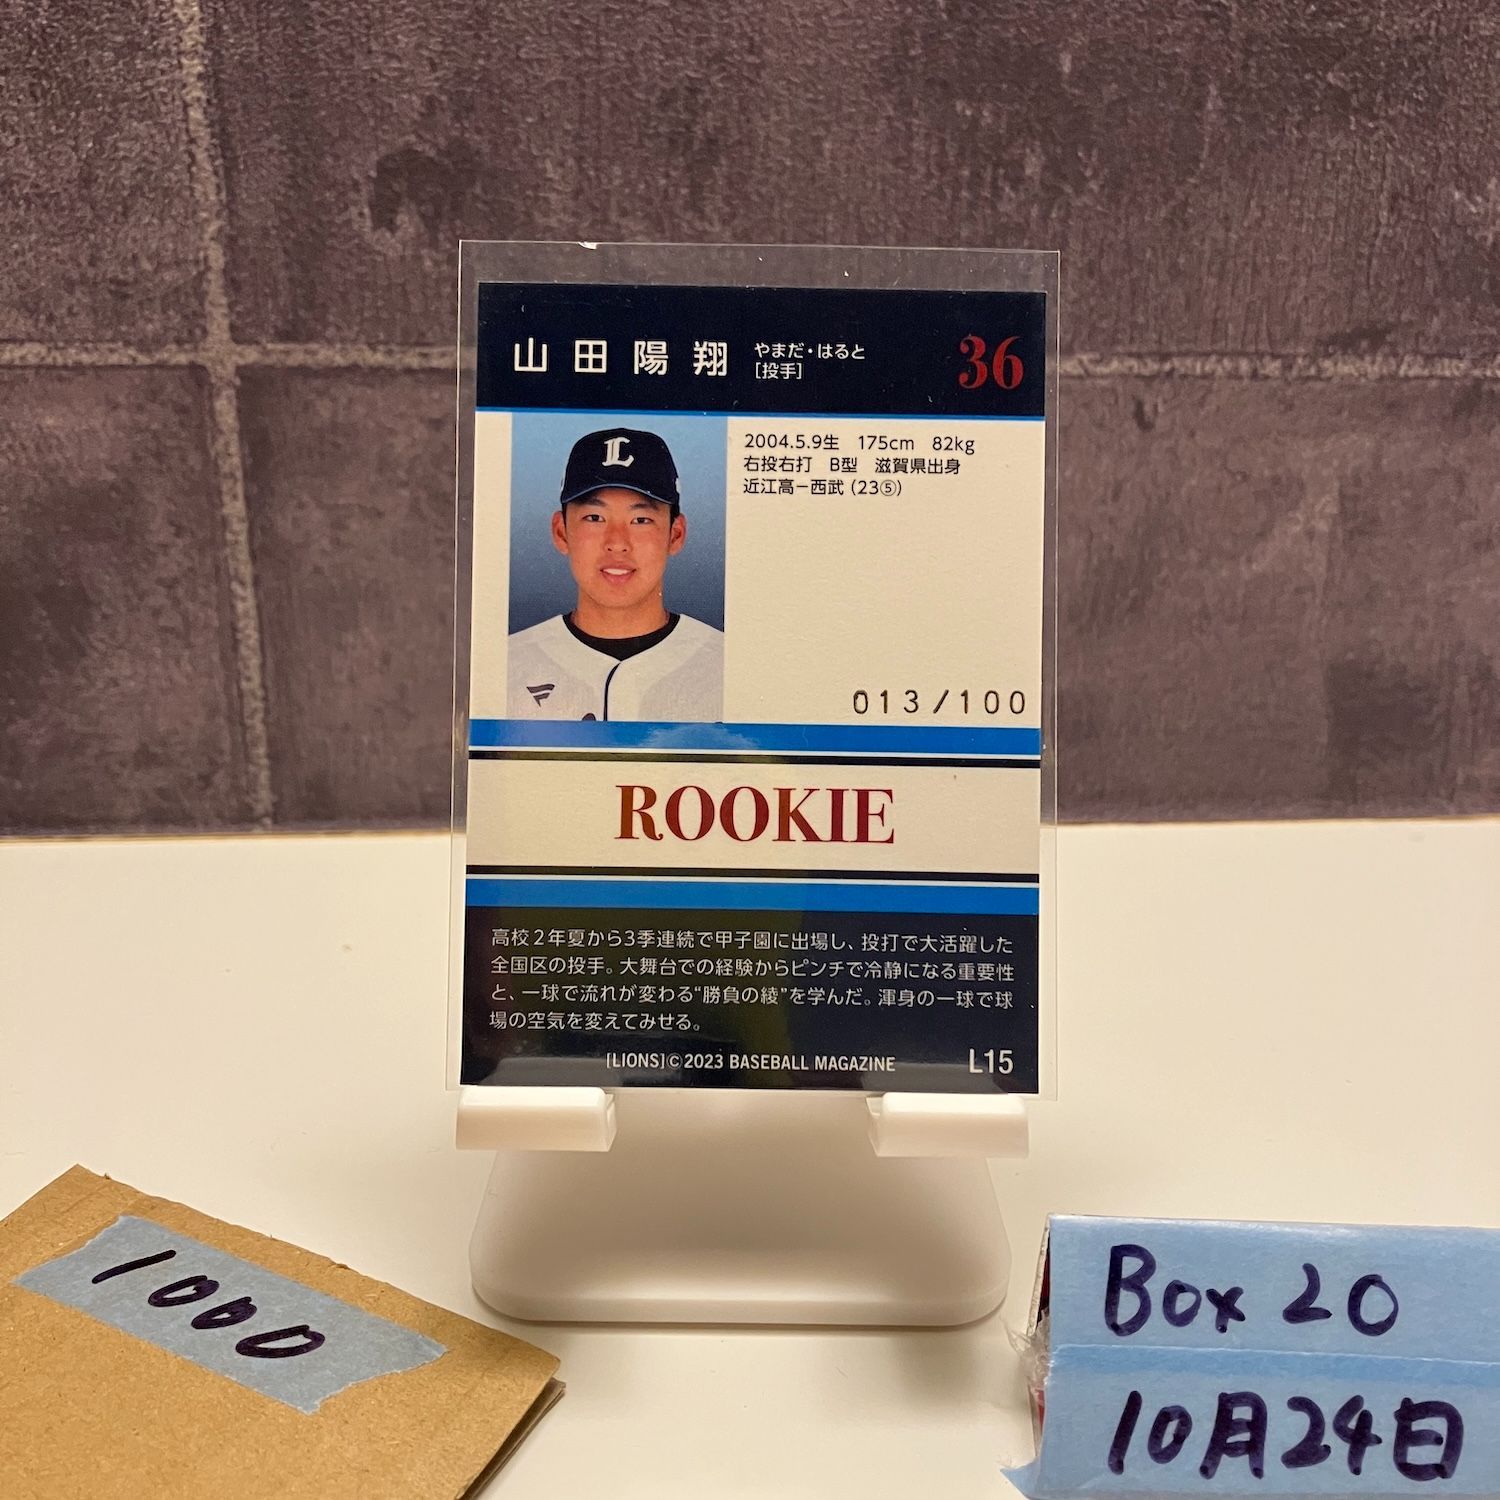 山田陽翔 やまだ・はると
[投手]
36
L
2004.5.9生 175cm 82kg
右投右打 B型 滋賀県出身
近江高－西武 (23⑤)
013/100
ROOKIE
高校2年夏から3季連続で甲子園に出場し、投打で大活躍した
全国区の投手。大舞台での経験からピンチで冷静になる重要性
と、一球で流れが変わる“勝負の綾”を学んだ。渾身の一球で球
場の空気を変えてみせる。
[LIONS]©2023 BASEBALL MAGAZINE L15
1000
Box 20
10月24日